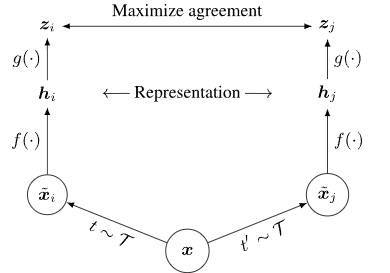 Maximize agreement
z_i z_j
g(·) g(·)
h_i ← Representation → h_j
f(·) f(·)
x̃_i x̃_j
t ∼ 𝒯 t′ ∼ 𝒯
x